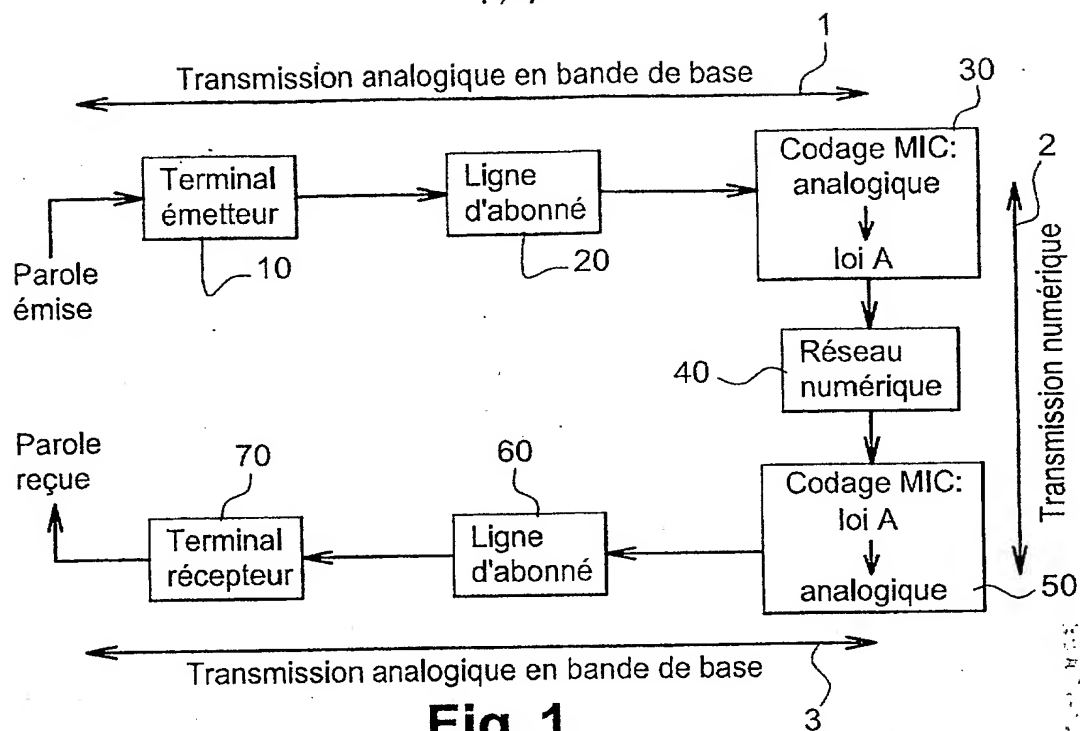 1
Transmission analogique en bande de base
30
Codage MIC:
analogique
loi A
2
Terminal
émetteur
Ligne
d'abonné
10
20
Parole
émise
Transmission numérique
Réseau
numérique
40
Parole
reçue
70
60
Codage MIC:
loi A
analogique
Terminal
récepteur
Ligne
d'abonné
50
Transmission analogique en bande de base
3
Fig. 1